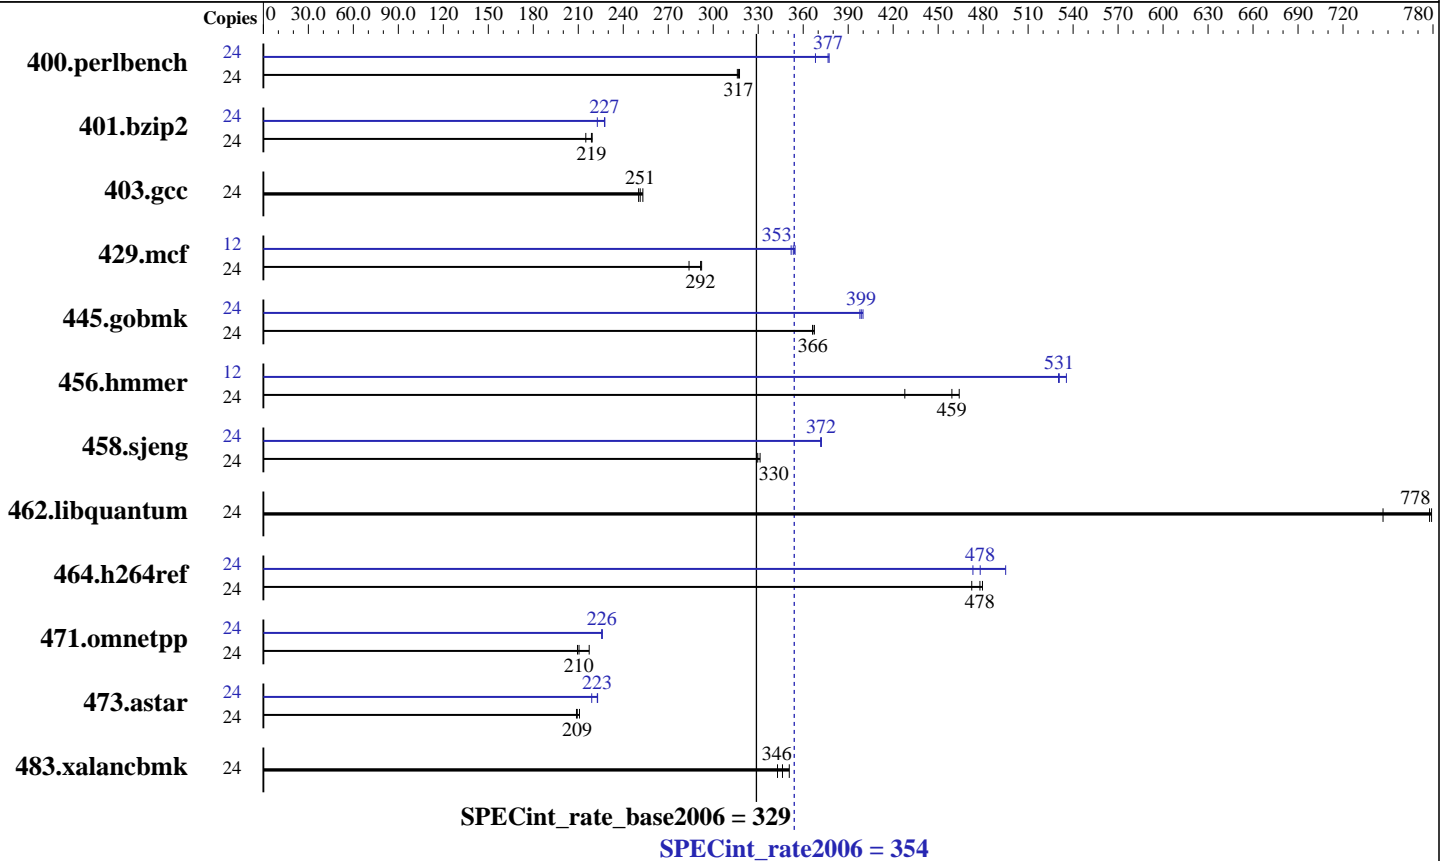 Copies 0 30.0 60.0 90.0 120 150 180 210 240 270 300 330 360 390 420 450 480 510 540 570 600 630 660 690 720 780
400.perlbench 24 377
24 317
401.bzip2 24 227
24 219
403.gcc 24 251
429.mcf 12 353
24 292
445.gobmk 24 399
24 366
456.hmmer 12 531
24 459
458.sjeng 24 372
24 330
462.libquantum 24 778
464.h264ref 24 478
24 478
471.omnetpp 24 226
24 210
473.astar 24 223
24 209
483.xalancbmk 24 346
SPECint_rate_base2006 = 329
SPECint_rate2006 = 354